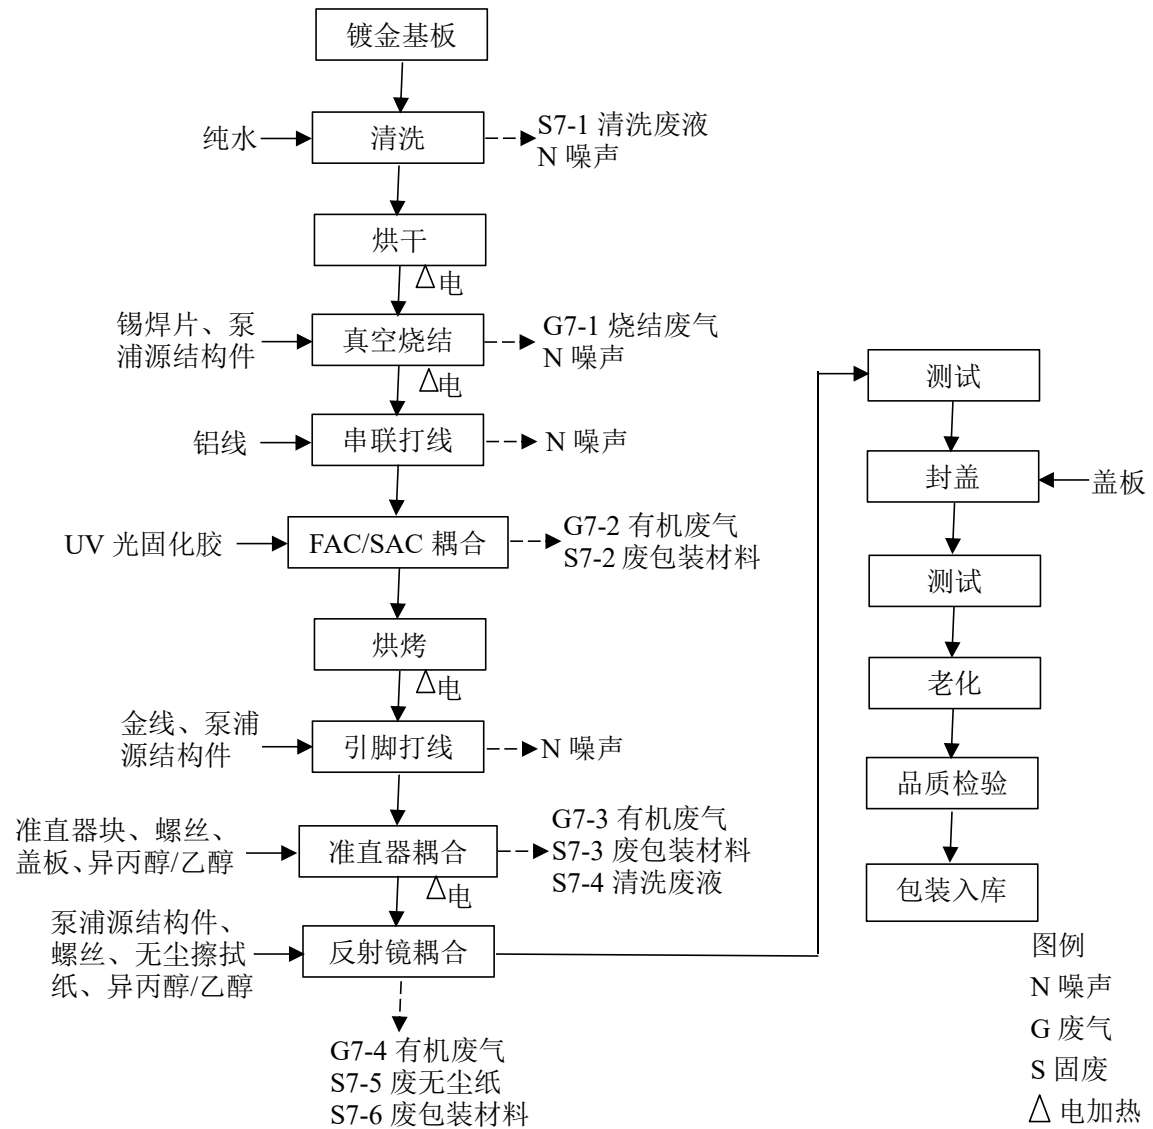 镀金基板
纯水
清洗
S7-1 清洗废液
N 噪声
烘干
电
锡焊片、泵
浦源结构件
真空烧结
G7-1 烧结废气
N 噪声
电
铝线
串联打线
N 噪声
UV 光固化胶
FAC/SAC 耦合
G7-2 有机废气
S7-2 废包装材料
烘烤
电
金线、泵浦
源结构件
引脚打线
N 噪声
准直器块、螺丝、
盖板、异丙醇/乙醇
准直器耦合
G7-3 有机废气
S7-3 废包装材料
S7-4 清洗废液
电
泵浦源结构件、
螺丝、无尘擦拭
纸、异丙醇/乙醇
反射镜耦合
G7-4 有机废气
S7-5 废无尘纸
S7-6 废包装材料
测试
封盖
盖板
测试
老化
品质检验
包装入库
图例
N 噪声
G 废气
S 固废
△ 电加热